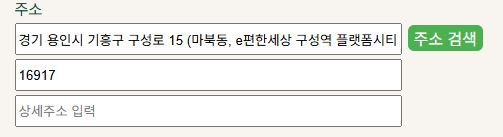 주소
경기 용인시 기흥구 구성로 15 (마북동, e편한세상 구성역 플랫폼시티
주소 검색
16917
상세주소 입력